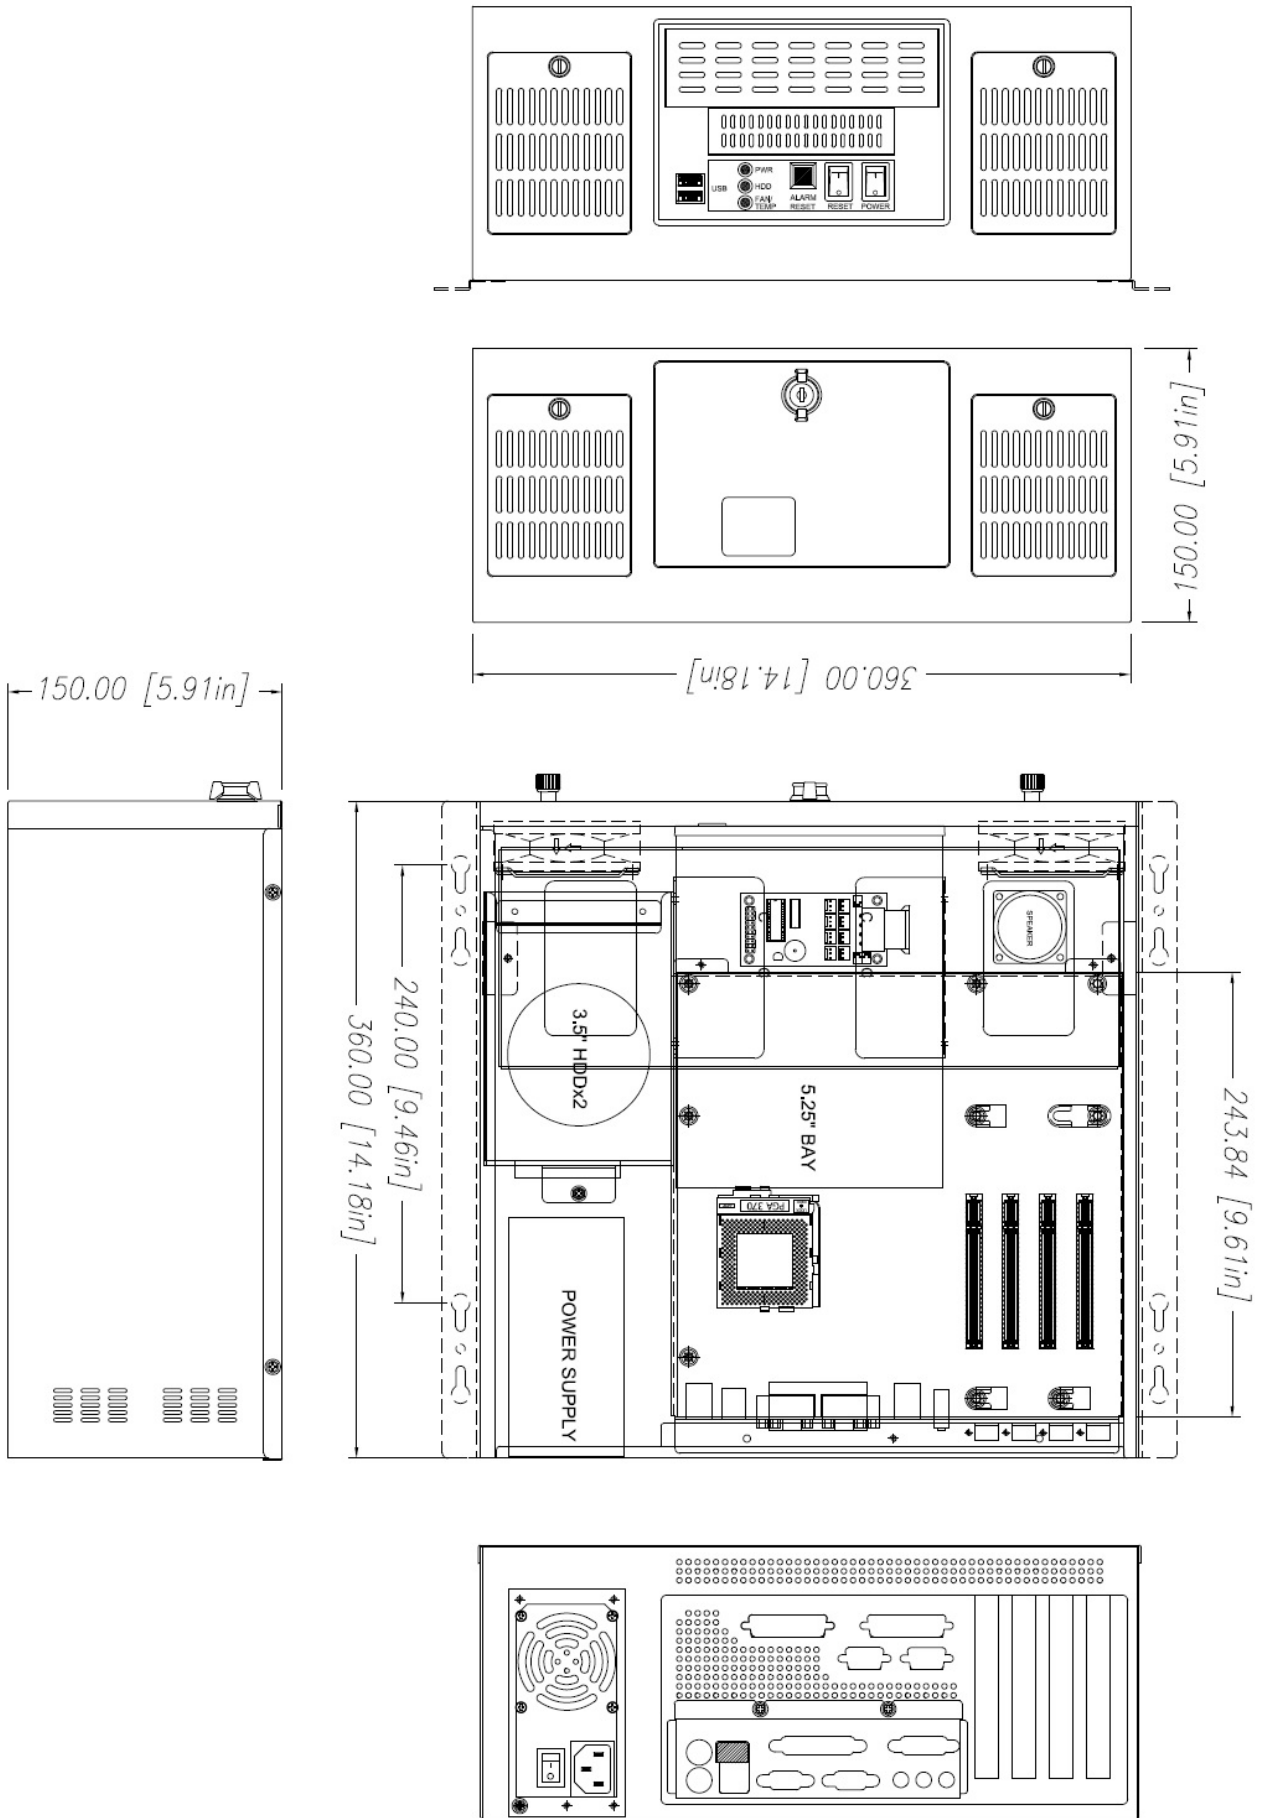 PWR
USB
HDD
FAN/
TEMP
ALARM
RESET
RESET
POWER
150.00 [5.91in]
360.00 [14.18in]
150.00 [5.91in]
SPEAKER
240.00 [9.46in]
360.00 [14.18in]
3.5" HDDx2
5.25" BAY
243.84 [9.61in]
PGA 370
POWER SUPPLY